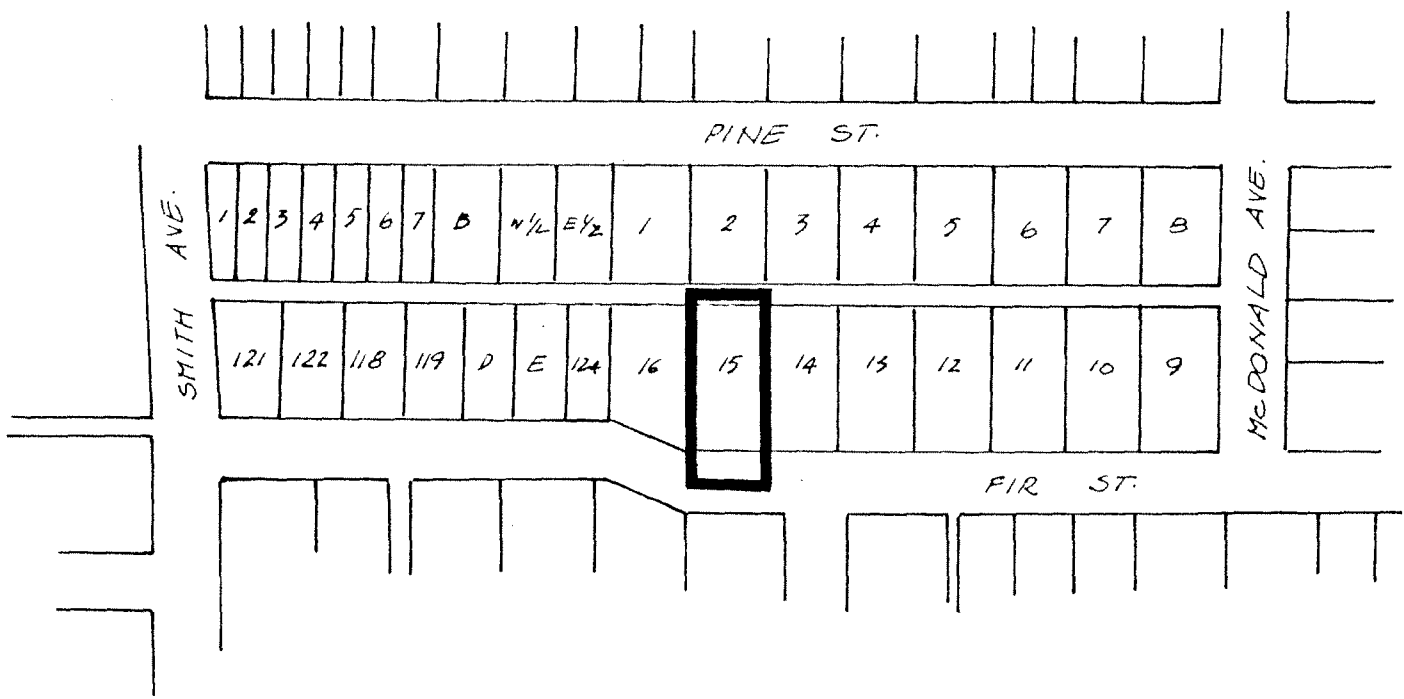 PINE ST.
SMITH AVE.
McDONALD AVE.
1 2 3 4 5 6 7 B W 1/2 E 1/2 1 2 3 4 5 6 7 8
121 122 118 119 D E 124 16 15 14 13 12 11 10 9
FIR ST.